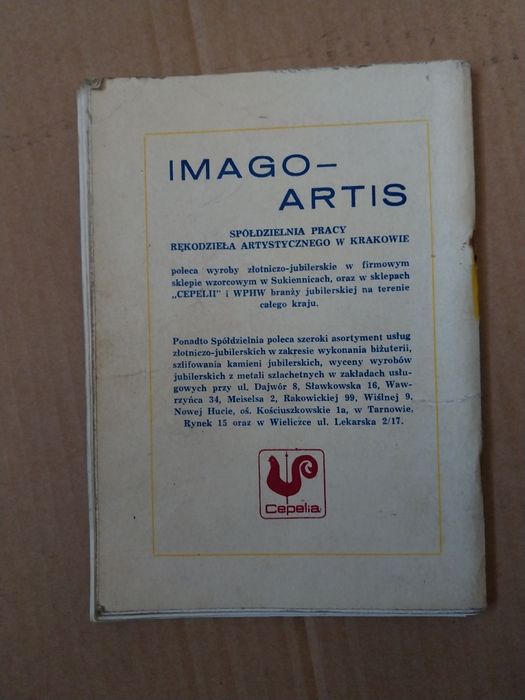 IMAGO–
ARTIS
SPÓŁDZIELNIA PRACY
RĘKODZIEŁA ARTYSTYCZNEGO W KRAKOWIE
poleca wyroby złotniczo-jubilerskie w firmowym
sklepie wzorcowym w Sukiennicach, oraz w sklepach
„CEPELII" i WPHW branży jubilerskiej na terenie
całego kraju.
Ponadto Spółdzielnia poleca szeroki asortyment usług
złotniczo-jubilerskich w zakresie wykonania biżuterii,
szlifowania kamieni jubilerskich, wyceny wyrobów
jubilerskich z metali szlachetnych w zakładach usłu-
gowych przy ul. Dajwór 8, Sławkowska 16, Waw-
rzyńca 34, Meiselsa 2, Rakowickiej 99, Wiślnej 9,
Nowej Hucie, oś. Kościuszkowskie 1a, w Tarnowie,
Rynek 15 oraz w Wieliczce ul. Lekarska 2/17.
Cepelia